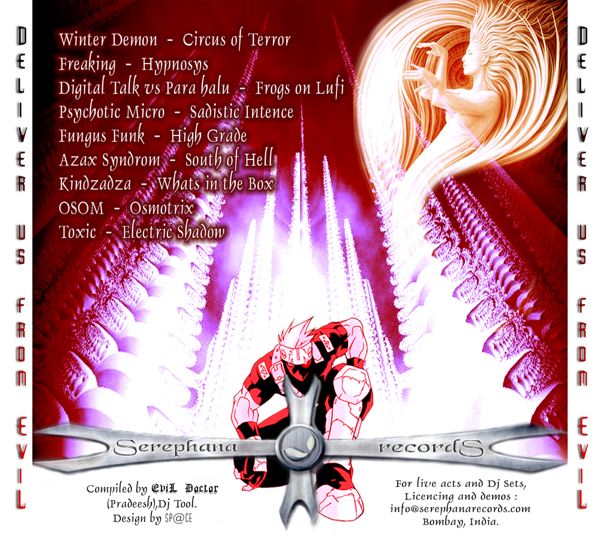 DELIVER US FROM EVIL
Winter Demon - Circus of Terror
Freaking - Hypnosys
Digital Talk vs Para halu - Frogs on Lufi
Psychotic Micro - Sadistic Intence
Fungus Funk - High Grade
Azax Syndrom - South of Hell
Kindzadza - Whats in the Box
OSOM - Osmotrix
Toxic - Electric Shadow
DELIVER US FROM EVIL
Serephana recordS
Compiled by EviL Doctor
(Pradeesh),Dj Tool.
Design by SP@CE
For live acts and Dj Sets,
Licencing and demos :
info@serephanarecords.com
Bombay, India.